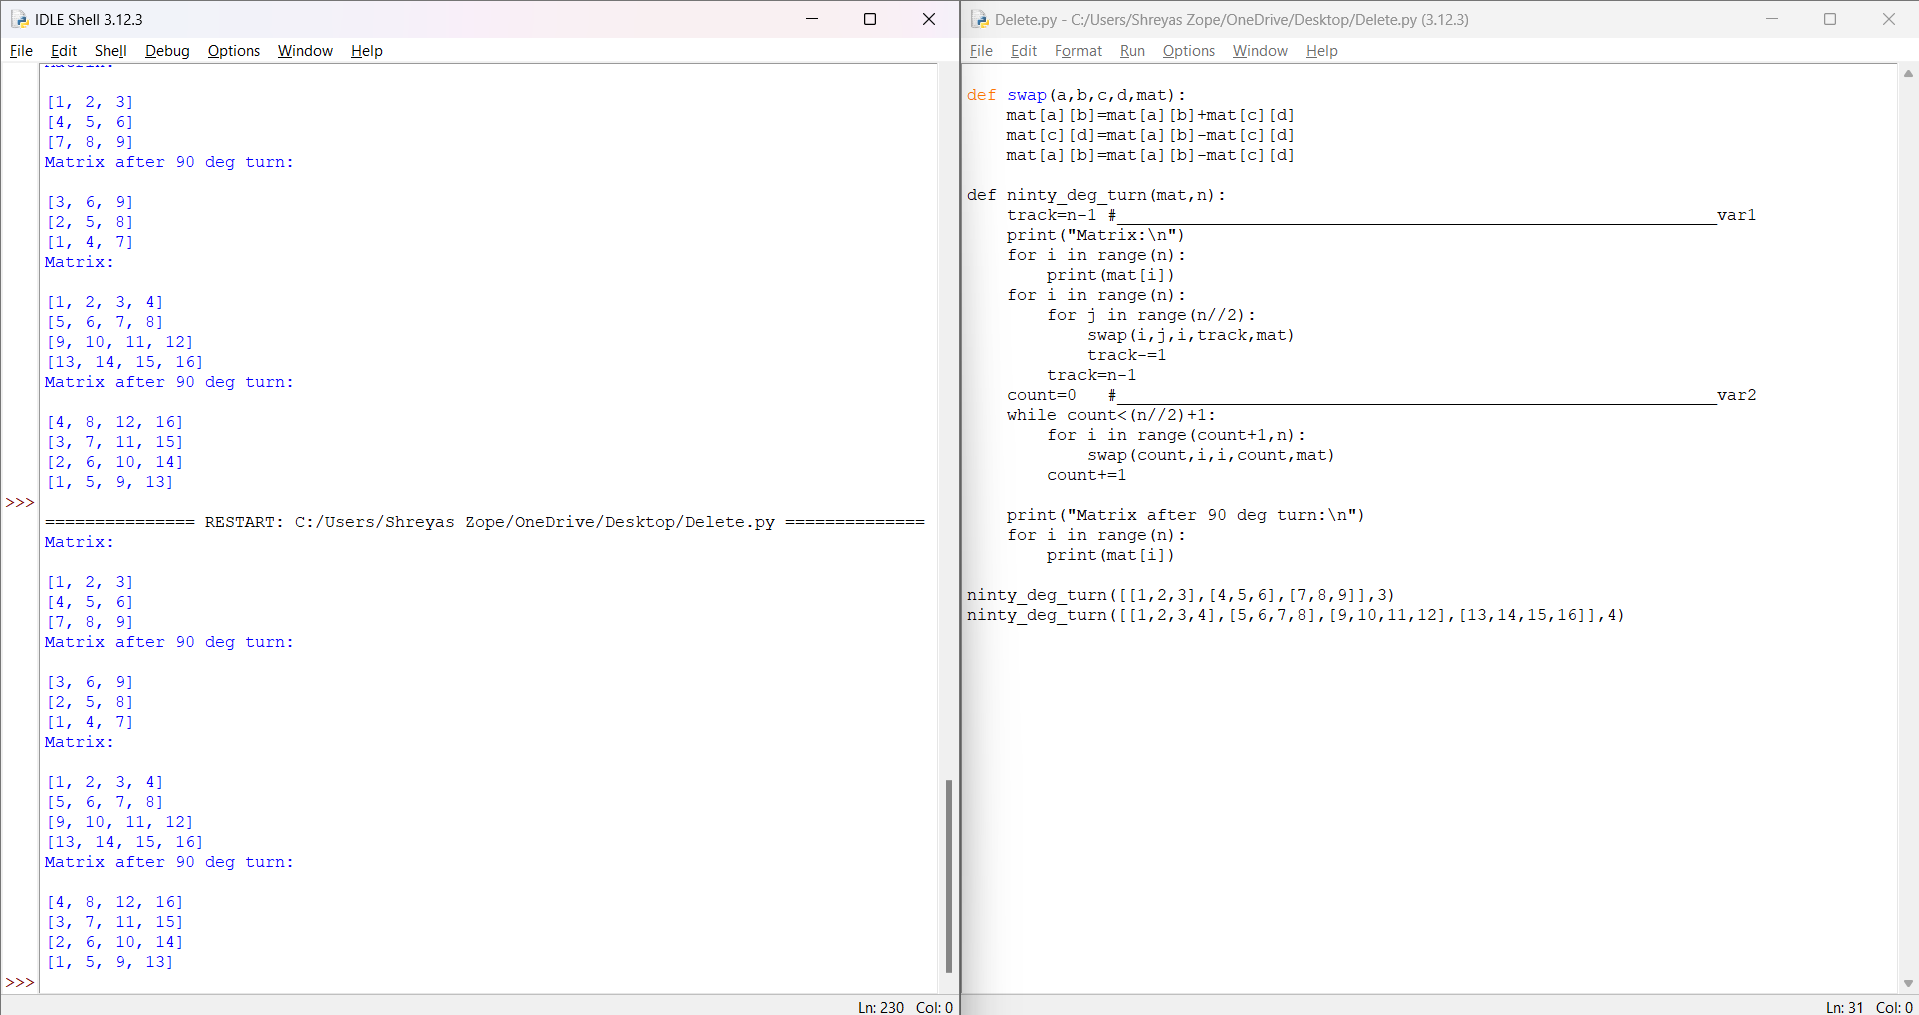 IDLE Shell 3.12.3
File Edit Shell Debug Options Window Help
Matrix:
[1, 2, 3]
[4, 5, 6]
[7, 8, 9]
Matrix after 90 deg turn:
[3, 6, 9]
[2, 5, 8]
[1, 4, 7]
Matrix:
[1, 2, 3, 4]
[5, 6, 7, 8]
[9, 10, 11, 12]
[13, 14, 15, 16]
Matrix after 90 deg turn:
[4, 8, 12, 16]
[3, 7, 11, 15]
[2, 6, 10, 14]
[1, 5, 9, 13]
>>>
=============== RESTART: C:/Users/Shreyas Zope/OneDrive/Desktop/Delete.py ==============
Matrix:
[1, 2, 3]
[4, 5, 6]
[7, 8, 9]
Matrix after 90 deg turn:
[3, 6, 9]
[2, 5, 8]
[1, 4, 7]
Matrix:
[1, 2, 3, 4]
[5, 6, 7, 8]
[9, 10, 11, 12]
[13, 14, 15, 16]
Matrix after 90 deg turn:
[4, 8, 12, 16]
[3, 7, 11, 15]
[2, 6, 10, 14]
[1, 5, 9, 13]
>>>
Ln: 230 Col: 0
Delete.py - C:/Users/Shreyas Zope/OneDrive/Desktop/Delete.py (3.12.3)
File Edit Format Run Options Window Help
def swap(a,b,c,d,mat):
    mat[a][b]=mat[a][b]+mat[c][d]
    mat[c][d]=mat[a][b]-mat[c][d]
    mat[a][b]=mat[a][b]-mat[c][d]
def ninty_deg_turn(mat,n):
    track=n-1 #____________________________________________________________var1
    print("Matrix:\n")
    for i in range(n):
        print(mat[i])
    for i in range(n):
        for j in range(n//2):
            swap(i,j,i,track,mat)
            track-=1
        track=n-1
    count=0   #____________________________________________________________var2
    while count<(n//2)+1:
        for i in range(count+1,n):
            swap(count,i,i,count,mat)
        count+=1
    print("Matrix after 90 deg turn:\n")
    for i in range(n):
        print(mat[i])
ninty_deg_turn([[1,2,3],[4,5,6],[7,8,9]],3)
ninty_deg_turn([[1,2,3,4],[5,6,7,8],[9,10,11,12],[13,14,15,16]],4)
Ln: 31 Col: 0